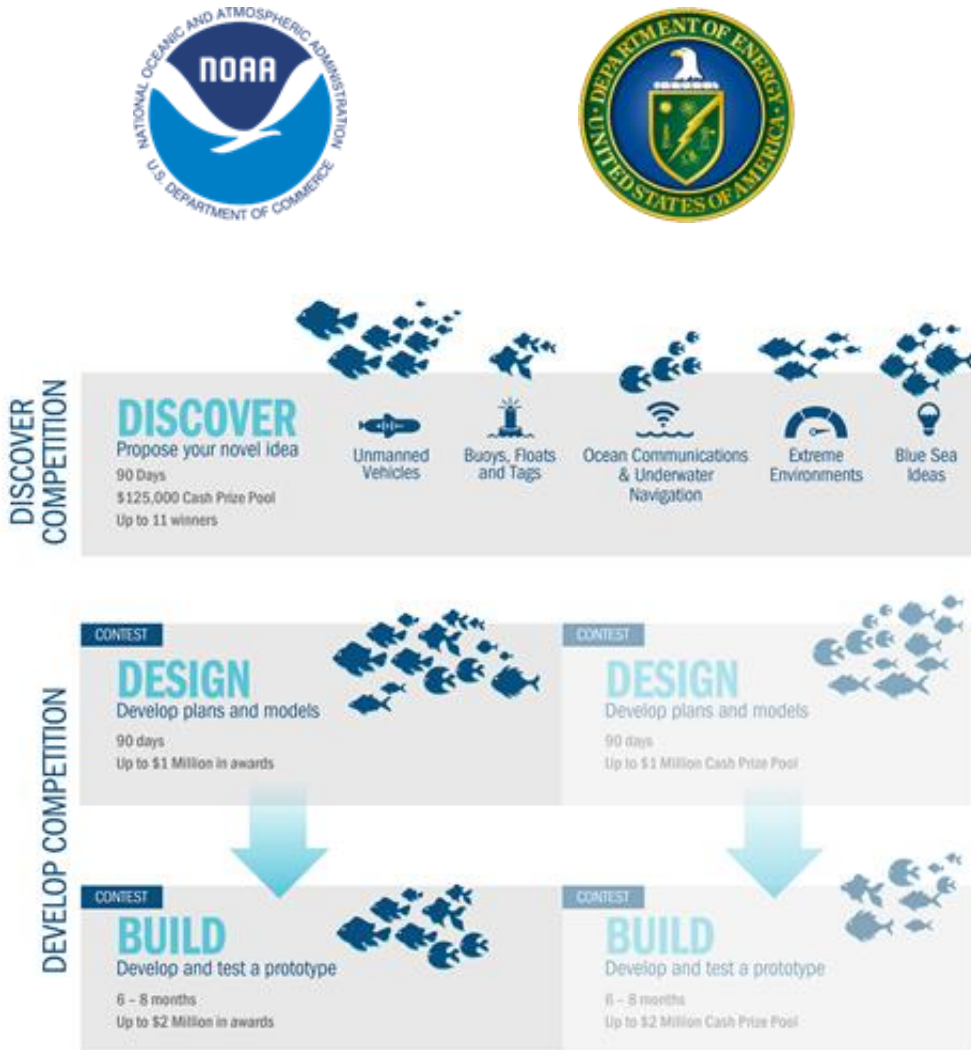 NATIONAL OCEANIC AND ATMOSPHERIC ADMINISTRATION
NOAA
U.S. DEPARTMENT OF COMMERCE
DEPARTMENT OF ENERGY
UNITED STATES OF AMERICA
DISCOVER
COMPETITION
DISCOVER
Propose your novel idea
90 Days
$125,000 Cash Prize Pool
Up to 11 winners
Unmanned
Vehicles
Buoys, Floats
and Tags
Ocean Communications
& Underwater
Navigation
Extreme
Environments
Blue Sea
Ideas
DEVELOP COMPETITION
CONTEST
DESIGN
Develop plans and models
90 days
Up to $1 Million in awards
CONTEST
DESIGN
Develop plans and models
90 days
Up to $1 Million Cash Prize Pool
CONTEST
BUILD
Develop and test a prototype
6 – 8 months
Up to $2 Million in awards
CONTEST
BUILD
Develop and test a prototype
6 – 8 months
Up to $2 Million Cash Prize Pool